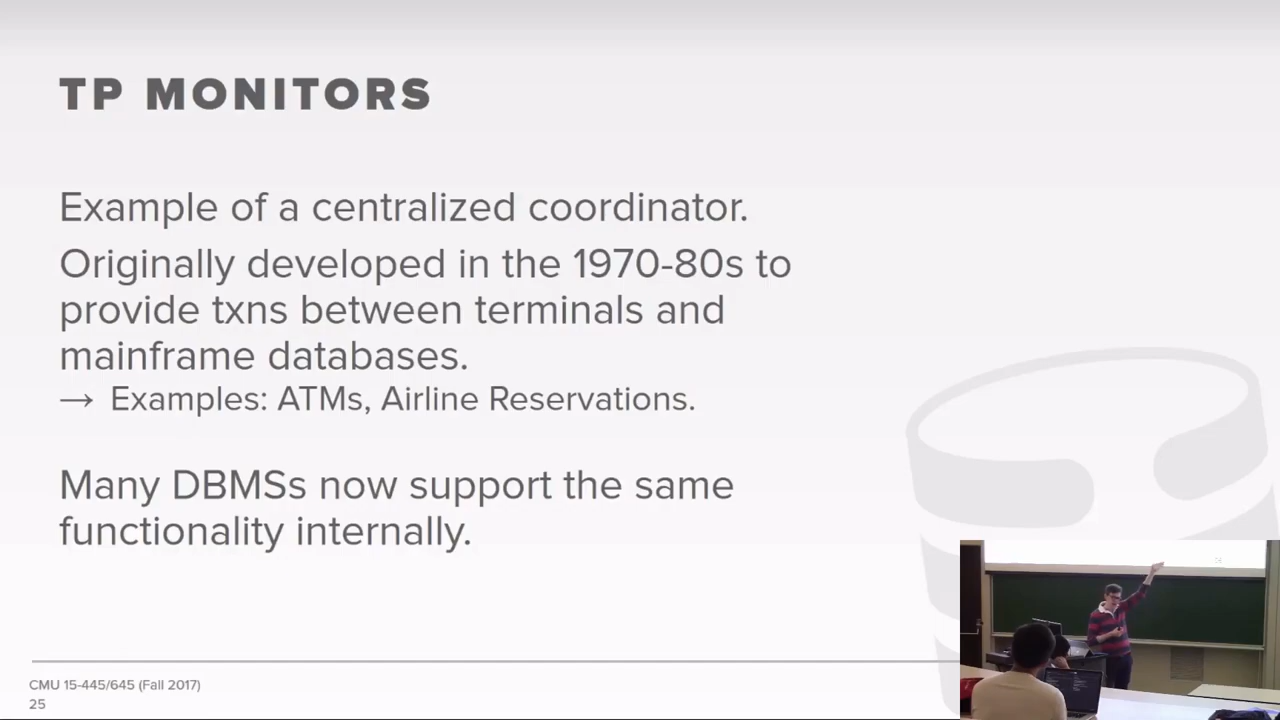 TP MONITORS
Example of a centralized coordinator.
Originally developed in the 1970-80s to
provide txns between terminals and
mainframe databases.
→ Examples: ATMs, Airline Reservations.
Many DBMSs now support the same
functionality internally.
CMU 15-445/645 (Fall 2017)
25